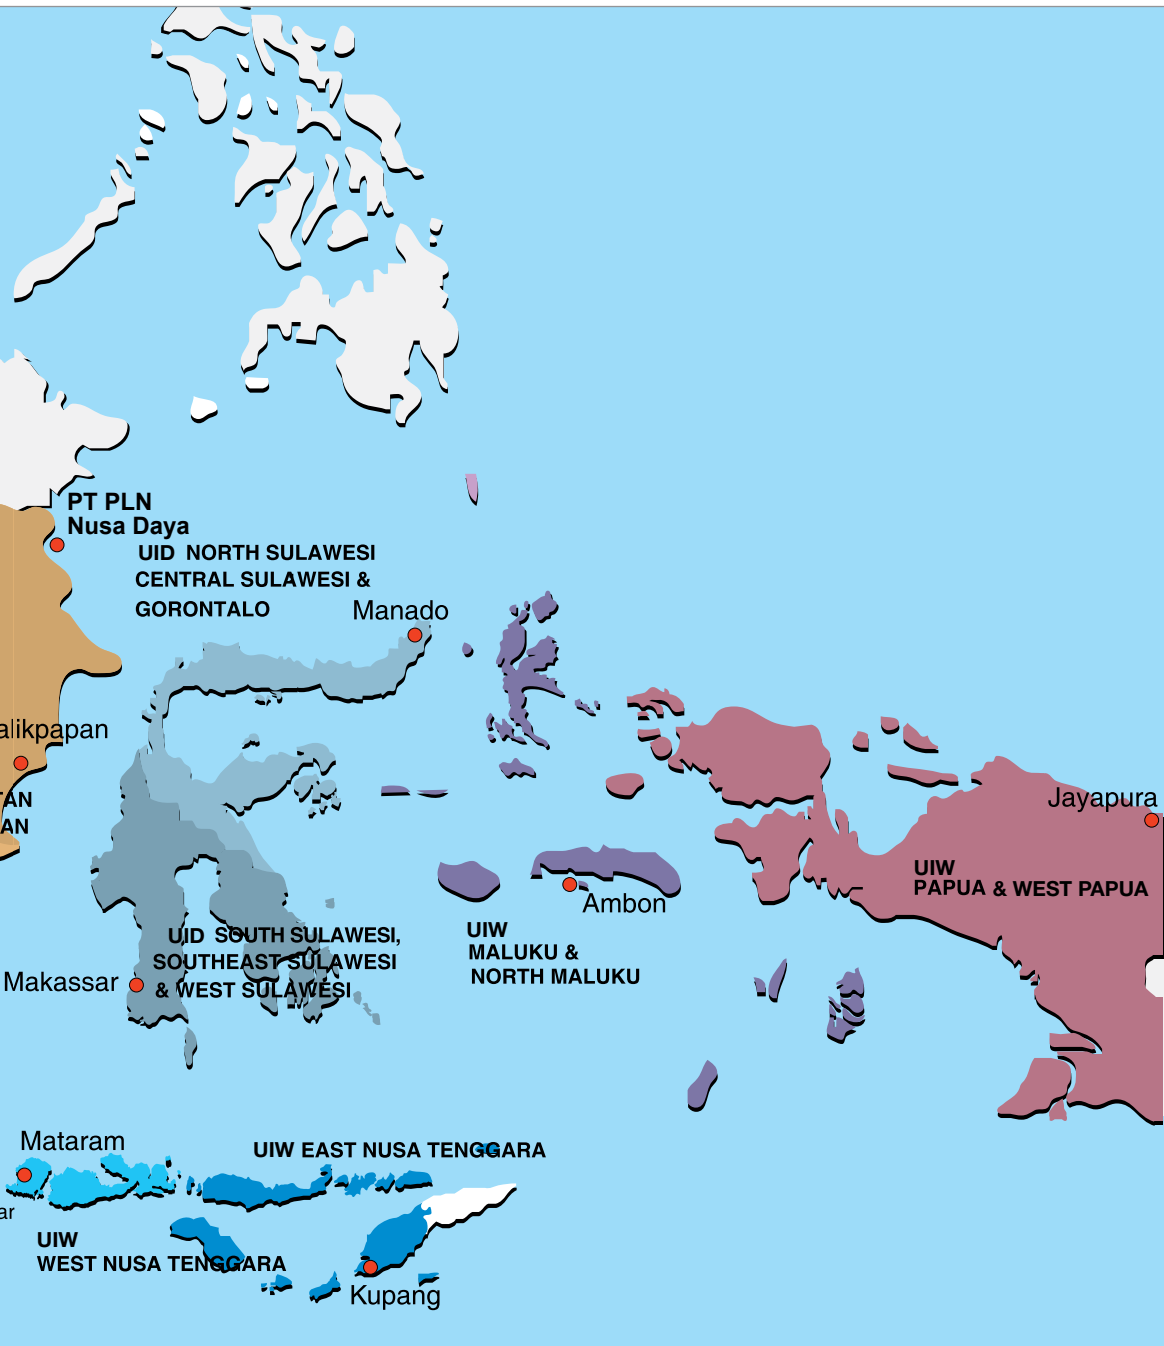 PT PLN
Nusa Daya
UID NORTH SULAWESI
CENTRAL SULAWESI &
GORONTALO
Manado
alikpapan
TAN
AN
Jayapura
UIW
PAPUA & WEST PAPUA
Ambon
UIW
MALUKU &
NORTH MALUKU
UID SOUTH SULAWESI,
SOUTHEAST SULAWESI
& WEST SULAWESI
Makassar
Mataram
UIW EAST NUSA TENGGARA
ar
UIW
WEST NUSA TENGGARA
Kupang